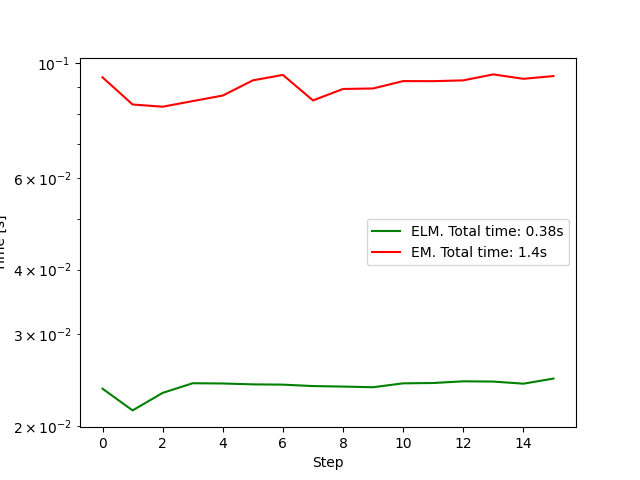 10⁻¹
6 × 10⁻²
4 × 10⁻²
3 × 10⁻²
2 × 10⁻²
Time [s]
ELM. Total time: 0.38s
EM. Total time: 1.4s
0 2 4 6 8 10 12 14
Step